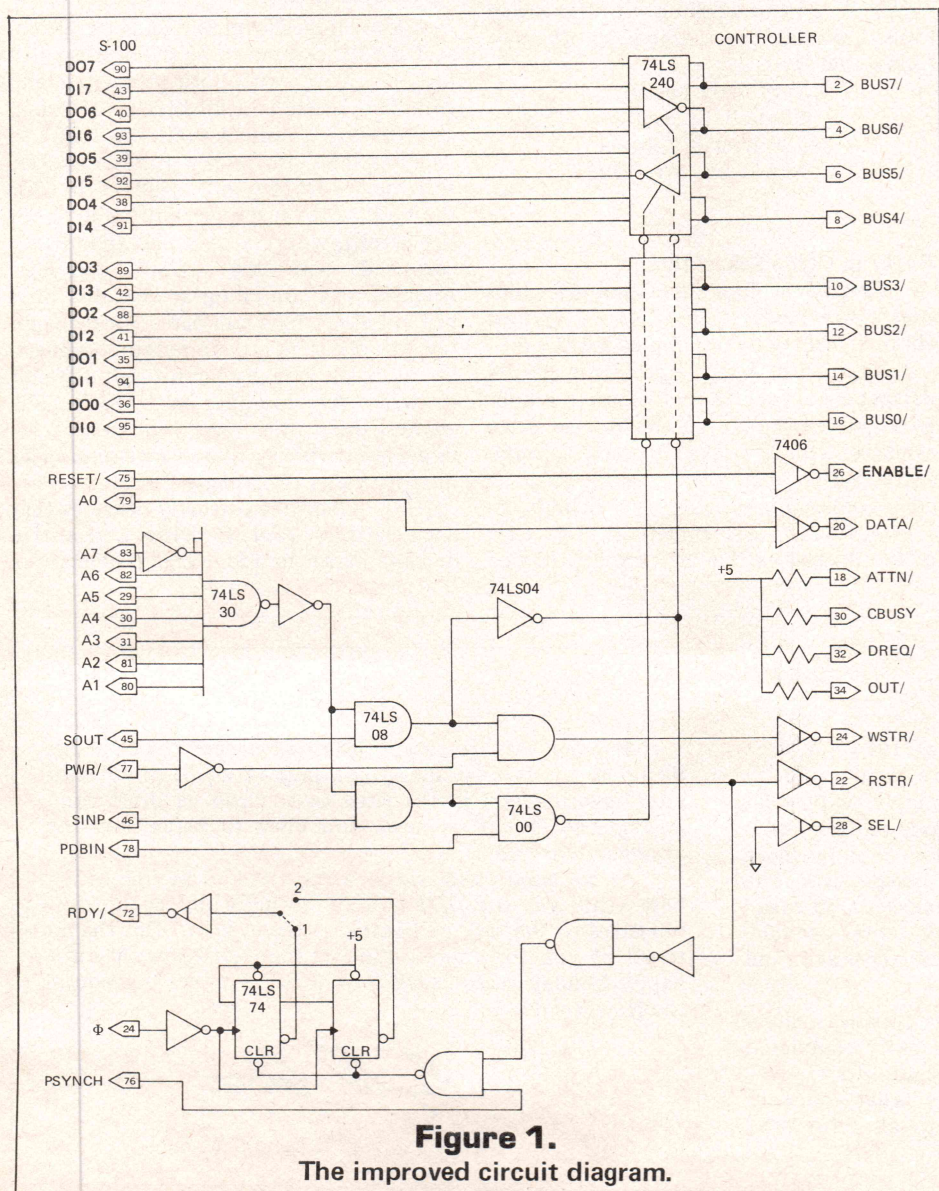 S-100
CONTROLLER
DO7 90
DI7 43
DO6 40
DI6 93
DO5 39
DI5 92
DO4 38
DI4 91
74LS
240
2 BUS7/
4 BUS6/
6 BUS5/
8 BUS4/
DO3 89
DI3 42
DO2 88
DI2 41
DO1 35
DI1 94
DO0 36
DI0 95
10 BUS3/
12 BUS2/
14 BUS1/
16 BUS0/
7406
RESET/ 75
26 ENABLE/
A0 79
20 DATA/
A7 83
A6 82
A5 29
A4 30
A3 31
A2 81
A1 80
74LS
30
74LS04
+5
18 ATTN/
30 CBUSY
32 DREQ/
34 OUT/
SOUT 45
74LS
08
24 WSTR/
PWR/ 77
22 RSTR/
SINP 46
74LS
00
28 SEL/
PDBIN 78
RDY/ 72
2
1
+5
74LS
74
Φ 24
CLR
CLR
PSYNCH 76
Figure 1.
The improved circuit diagram.